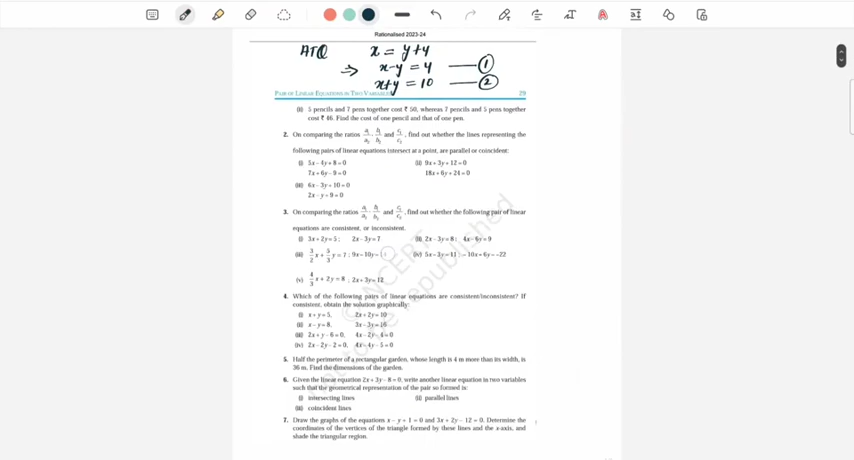 Rationalised 2023-24
ATQ x = y+4
⇒ x-y = 4 —— ①
x+y = 10 —— ②
PAIR OF LINEAR EQUATIONS IN TWO VARIABLES 29
(ii) 5 pencils and 7 pens together cost ₹ 50, whereas 7 pencils and 5 pens together
cost ₹ 46. Find the cost of one pencil and that of one pen.
2. On comparing the ratios a₁/a₂, b₁/b₂ and c₁/c₂, find out whether the lines representing the
following pairs of linear equations intersect at a point, are parallel or coincident:
(i) 5x – 4y + 8 = 0 (ii) 9x + 3y + 12 = 0
7x + 6y – 9 = 0 18x + 6y + 24 = 0
(iii) 6x – 3y + 10 = 0
2x – y + 9 = 0
3. On comparing the ratios a₁/a₂, b₁/b₂ and c₁/c₂, find out whether the following pair of linear
equations are consistent, or inconsistent.
(i) 3x + 2y = 5 ; 2x – 3y = 7 (ii) 2x – 3y = 8 ; 4x – 6y = 9
(iii) 3/2 x + 5/3 y = 7 ; 9x – 10y = (iv) 5x – 3y = 11 ; – 10x + 6y = –22
(v) 4/3 x + 2y = 8 ; 2x + 3y = 12
4. Which of the following pairs of linear equations are consistent/inconsistent? If
consistent, obtain the solution graphically:
(i) x + y = 5, 2x + 2y = 10
(ii) x – y = 8, 3x – 3y = 16
(iii) 2x + y – 6 = 0, 4x – 2y – 4 = 0
(iv) 2x – 2y – 2 = 0, 4x – 4y – 5 = 0
5. Half the perimeter of a rectangular garden, whose length is 4 m more than its width, is
36 m. Find the dimensions of the garden.
6. Given the linear equation 2x + 3y – 8 = 0, write another linear equation in two variables
such that the geometrical representation of the pair so formed is:
(i) intersecting lines (ii) parallel lines
(iii) coincident lines
7. Draw the graphs of the equations x – y + 1 = 0 and 3x + 2y – 12 = 0. Determine the
coordinates of the vertices of the triangle formed by these lines and the x-axis, and
shade the triangular region.
© NCERT
not to be republished